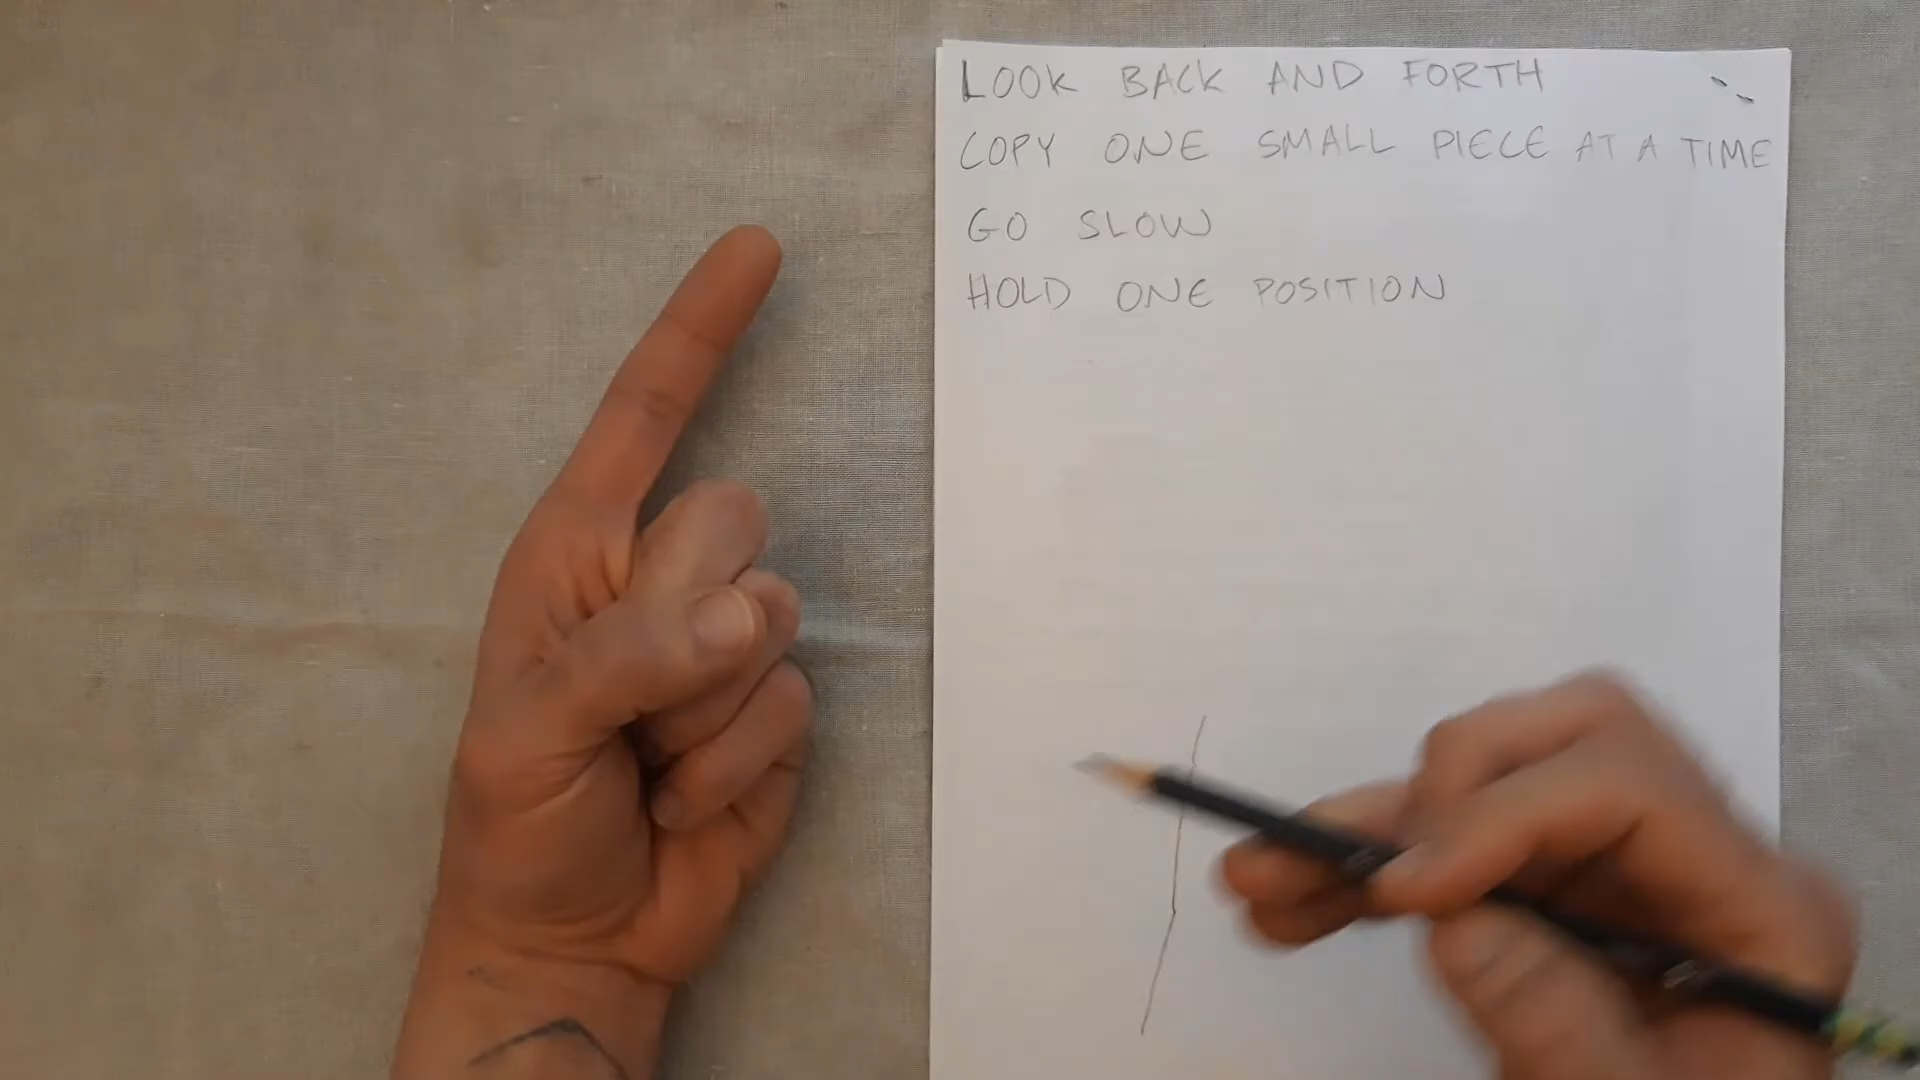 LOOK BACK AND FORTH
COPY ONE SMALL PIECE AT A TIME
GO SLOW
HOLD ONE POSITION